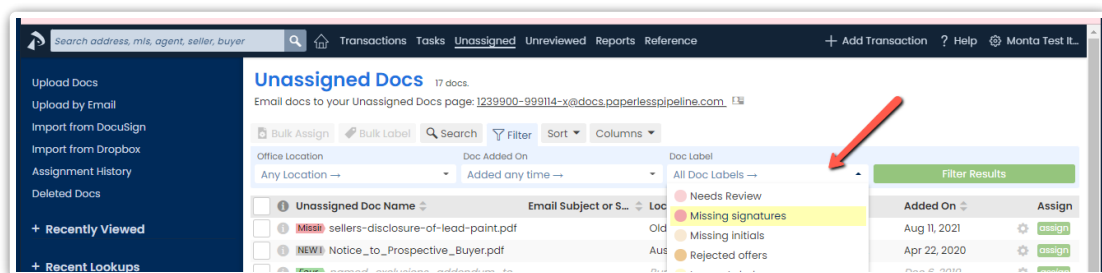 Search address, mls, agent, seller, buyer
Transactions Tasks Unassigned Unreviewed Reports Reference
+ Add Transaction ? Help Monta Test It...
Upload Docs
Upload by Email
Import from DocuSign
Import from Dropbox
Assignment History
Deleted Docs
+ Recently Viewed
+ Recent Lookups
Unassigned Docs 17 docs.
Email docs to your Unassigned Docs page: 1239900-999114-x@docs.paperlesspipeline.com
Bulk Assign Bulk Label Search Filter Sort Columns
Office Location Doc Added On Doc Label
Any Location → Added any time → All Doc Labels → Filter Results
Needs Review
Missing signatures
Missing initials
Rejected offers
Unassigned Doc Name Email Subject or S... Loc Added On Assign
Missi sellers-disclosure-of-lead-paint.pdf Old Aug 11, 2021 assign
NEW I Notice_to_Prospective_Buyer.pdf Aus Apr 22, 2020 assign